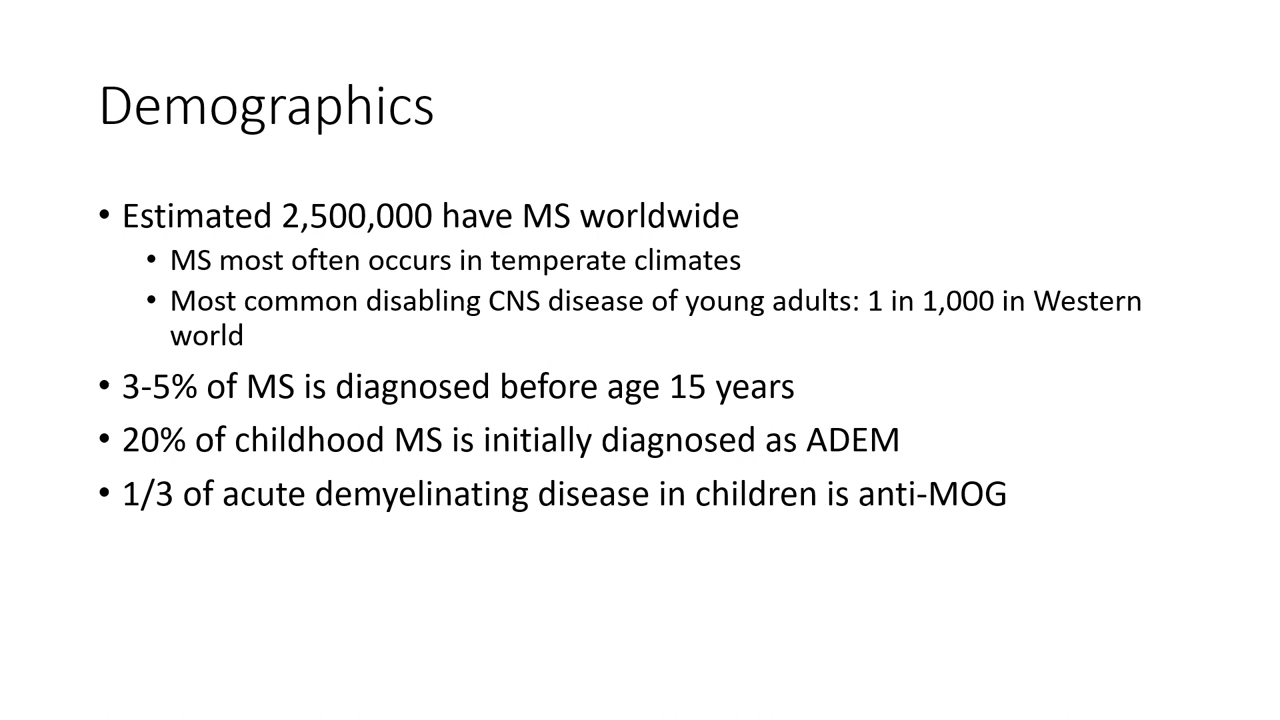 Demographics
• Estimated 2,500,000 have MS worldwide
• MS most often occurs in temperate climates
• Most common disabling CNS disease of young adults: 1 in 1,000 in Western
world
• 3-5% of MS is diagnosed before age 15 years
• 20% of childhood MS is initially diagnosed as ADEM
• 1/3 of acute demyelinating disease in children is anti-MOG